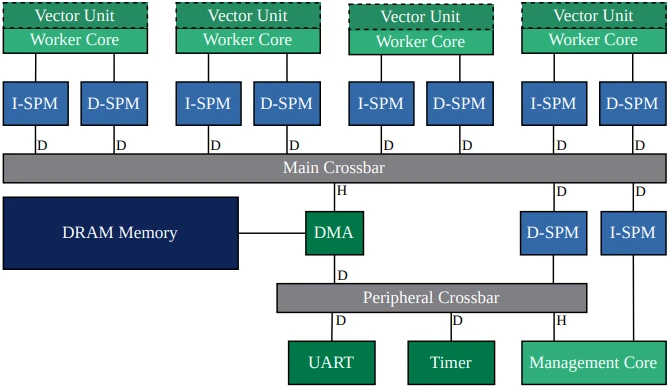 Vector Unit Vector Unit Vector Unit Vector Unit
Worker Core Worker Core Worker Core Worker Core
I-SPM D-SPM I-SPM D-SPM I-SPM D-SPM I-SPM D-SPM
D D D D D D D D
Main Crossbar
H D D
DRAM Memory DMA D-SPM I-SPM
D
Peripheral Crossbar
D D H
UART Timer Management Core